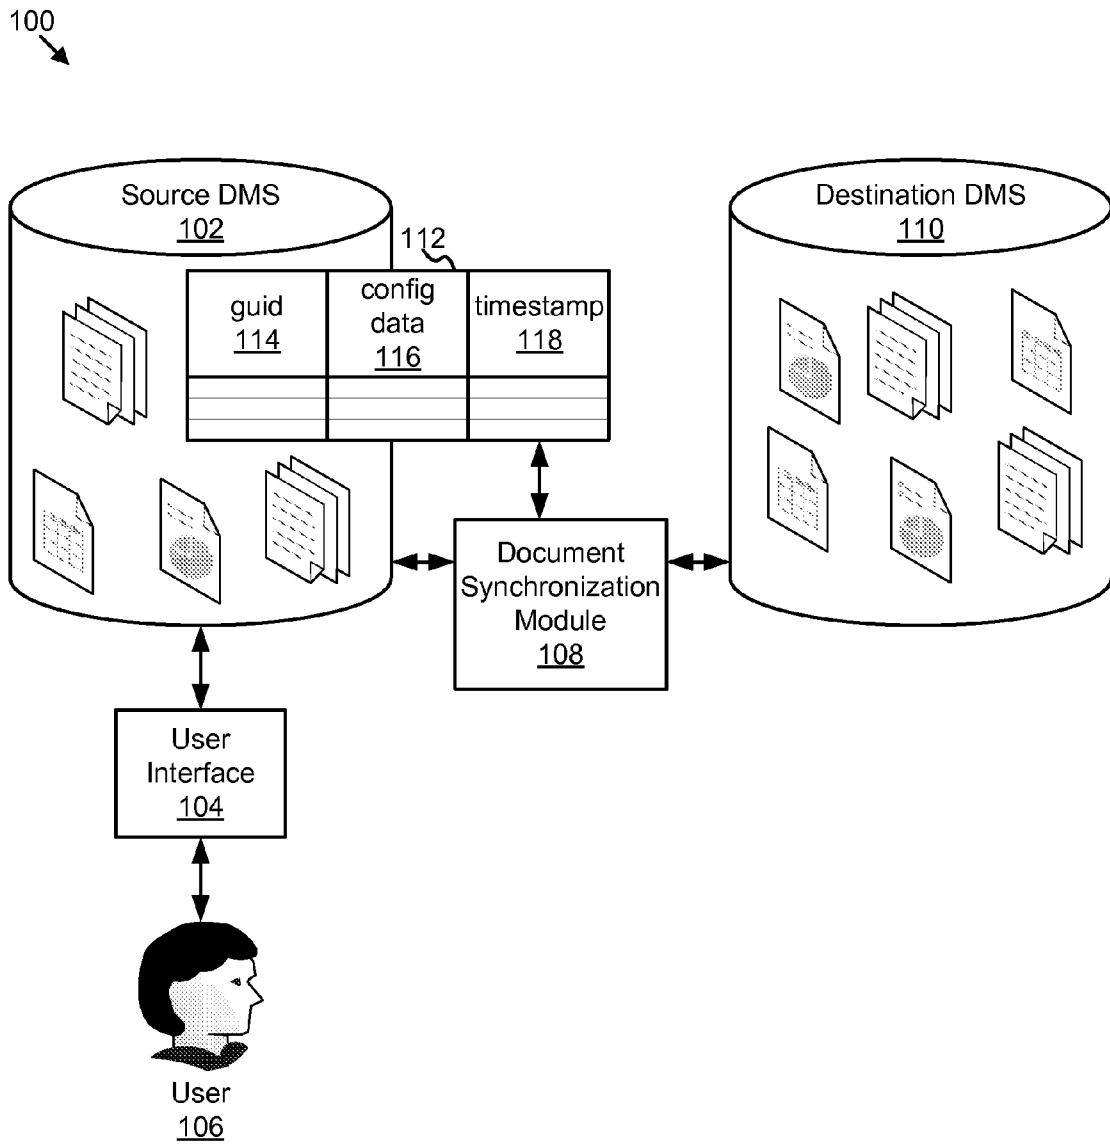 100
Source DMS
102
Destination DMS
110
112
guid
114
config
data
116
timestamp
118
Document
Synchronization
Module
108
User
Interface
104
User
106